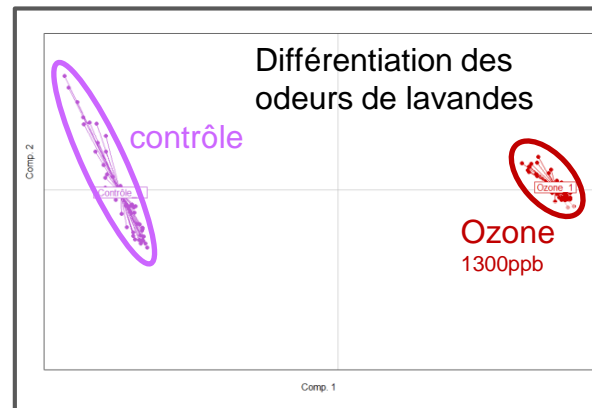 Différentiation des
odeurs de lavandes
contrôle
Comp. 2
Contrôle
Ozone_1
Ozone
1300ppb
Comp. 1